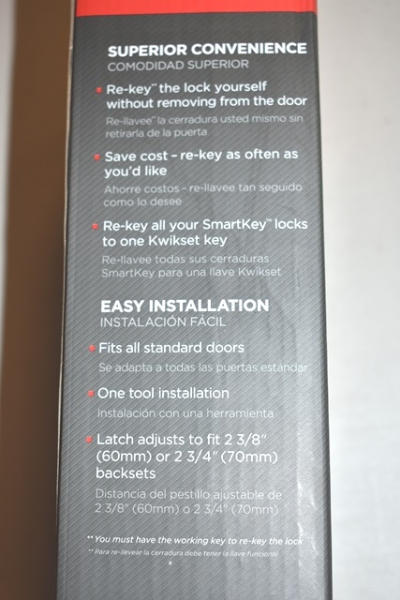 SUPERIOR CONVENIENCE
COMODIDAD SUPERIOR
Re-key™ the lock yourself
without removing from the door
Re-llavee™ la cerradura usted mismo sin
retirarla de la puerta
Save cost – re-key as often as
you'd like
Ahorre costos – re-llavee tan seguido
como lo desee
Re-key all your SmartKey™ locks
to one Kwikset key
Re-llavee todas sus cerraduras
SmartKey para una llave Kwikset
EASY INSTALLATION
INSTALACIÓN FÁCIL
Fits all standard doors
Se adapta a todas las puertas estándar
One tool installation
Instalación con una herramienta
Latch adjusts to fit 2 3/8"
(60mm) or 2 3/4" (70mm)
backsets
Distancia del pestillo ajustable de
2 3/8" (60mm) o 2 3/4" (70mm)
**You must have the working key to re-key the lock
**Para re-llevear la cerradura debe tener la llave funcional